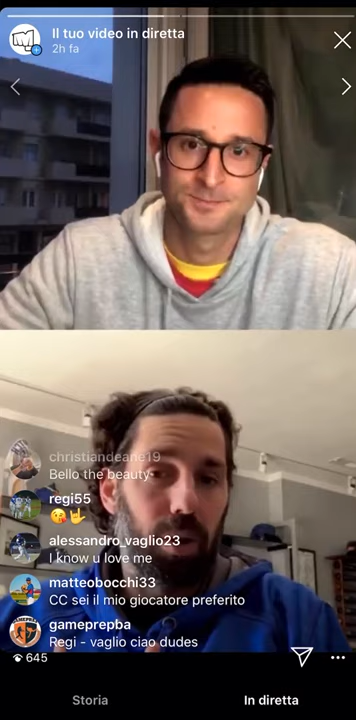 Il tuo video in diretta
2h fa
christiandeane19
Bello the beauty
regi55
😘🤟
alessandro_vaglio23
I know u love me
matteobocchi33
CC sei il mio giocatore preferito
gameprepba
Regi - vaglio ciao dudes
645
Storia
In diretta